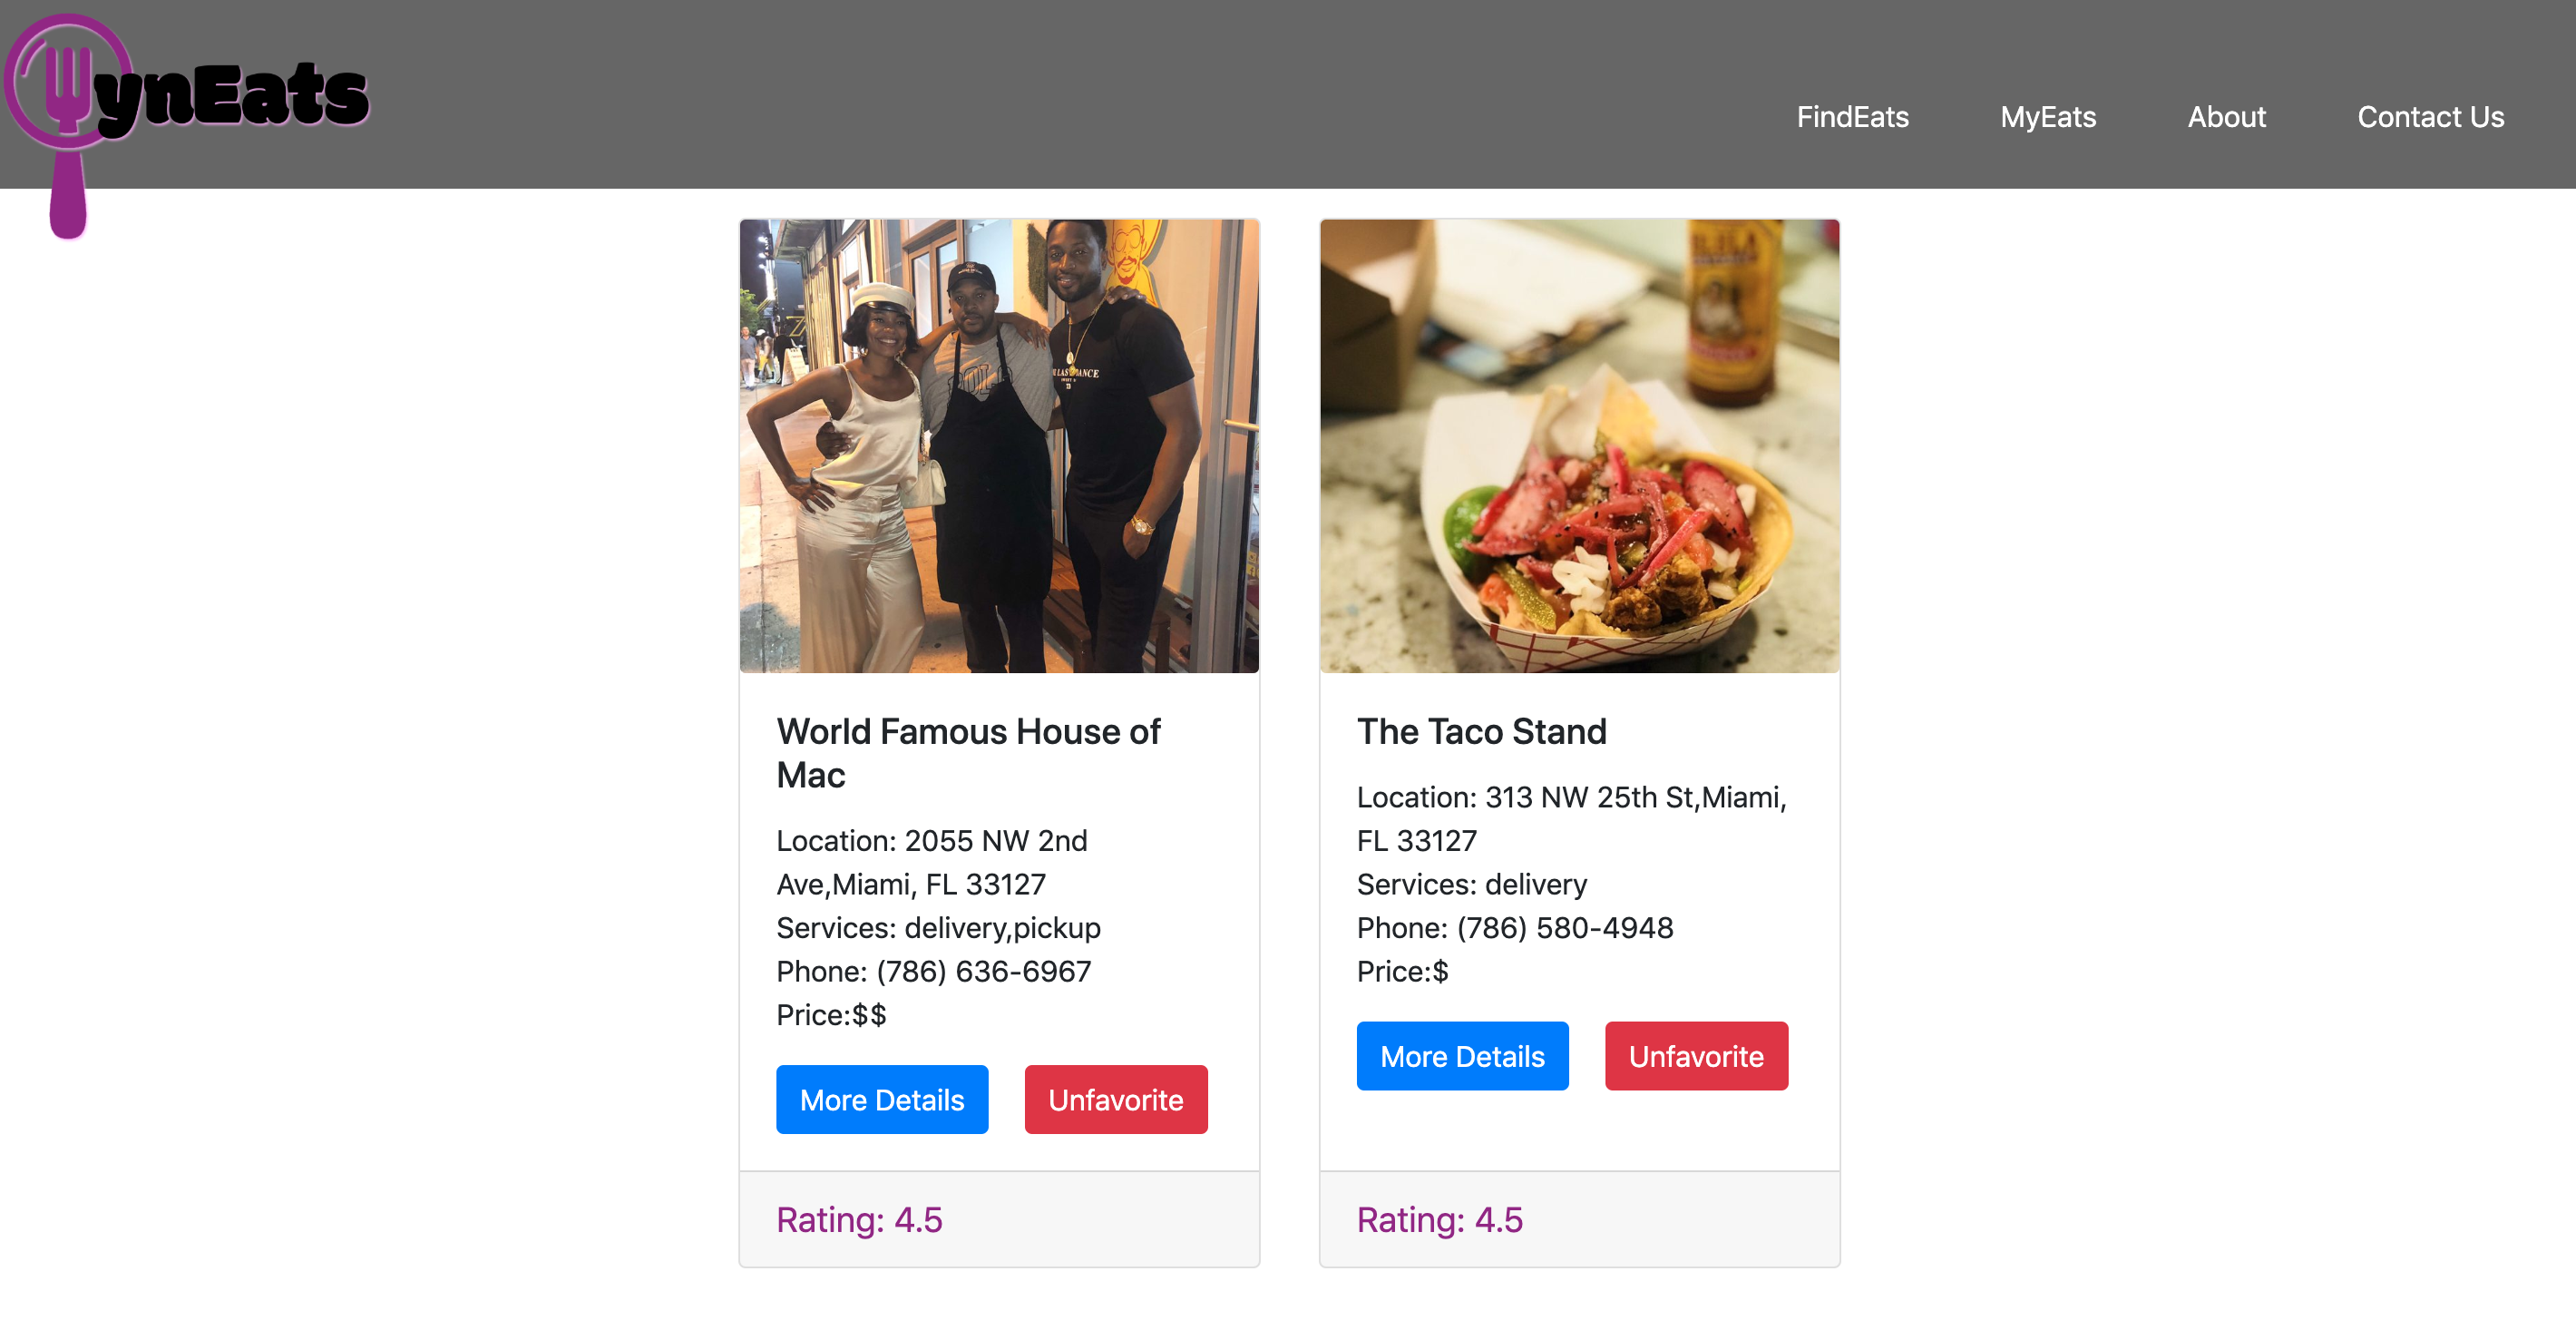 WynEats
FindEats
MyEats
About
Contact Us
World Famous House of
Mac
Location: 2055 NW 2nd
Ave,Miami, FL 33127
Services: delivery,pickup
Phone: (786) 636-6967
Price:$$
More Details
Unfavorite
Rating: 4.5
The Taco Stand
Location: 313 NW 25th St,Miami,
FL 33127
Services: delivery
Phone: (786) 580-4948
Price:$
More Details
Unfavorite
Rating: 4.5